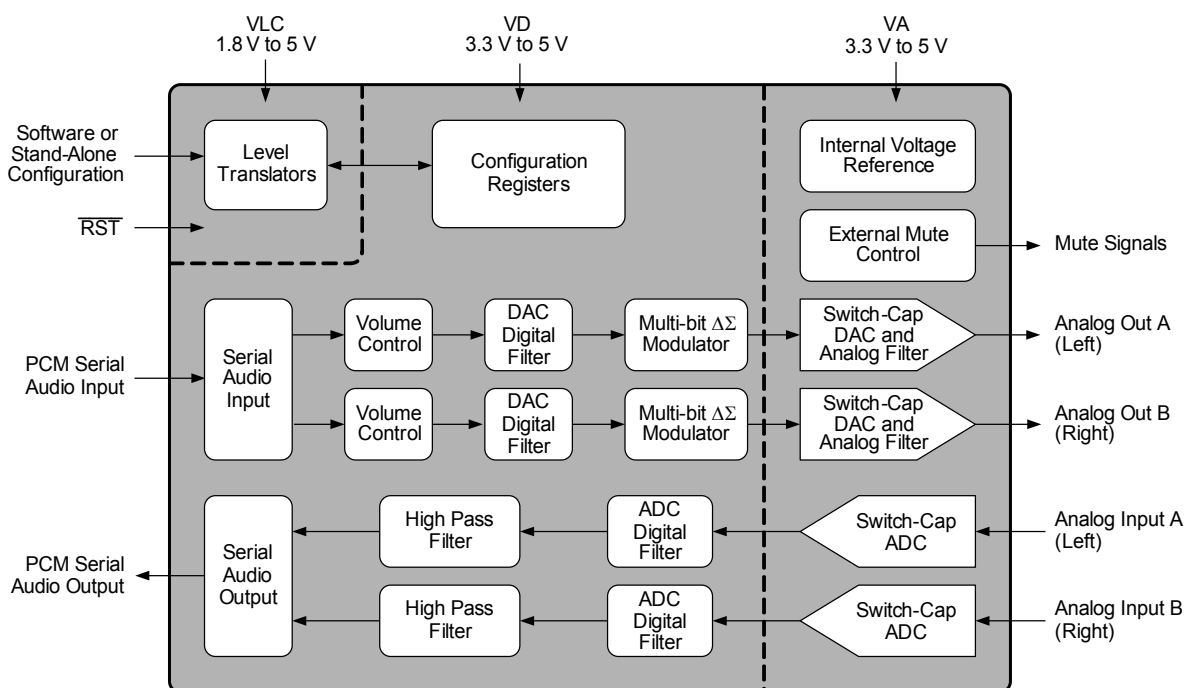 VLC
1.8 V to 5 V
VD
3.3 V to 5 V
VA
3.3 V to 5 V
Software or
Stand-Alone
Configuration
Level
Translators
Configuration
Registers
Internal Voltage
Reference
RST
External Mute
Control
Mute Signals
PCM Serial
Audio Input
Serial
Audio
Input
Volume
Control
DAC
Digital
Filter
Multi-bit ΔΣ
Modulator
Switch-Cap
DAC and
Analog Filter
Analog Out A
(Left)
Volume
Control
DAC
Digital
Filter
Multi-bit ΔΣ
Modulator
Switch-Cap
DAC and
Analog Filter
Analog Out B
(Right)
PCM Serial
Audio Output
Serial
Audio
Output
High Pass
Filter
ADC
Digital
Filter
Switch-Cap
ADC
Analog Input A
(Left)
High Pass
Filter
ADC
Digital
Filter
Switch-Cap
ADC
Analog Input B
(Right)